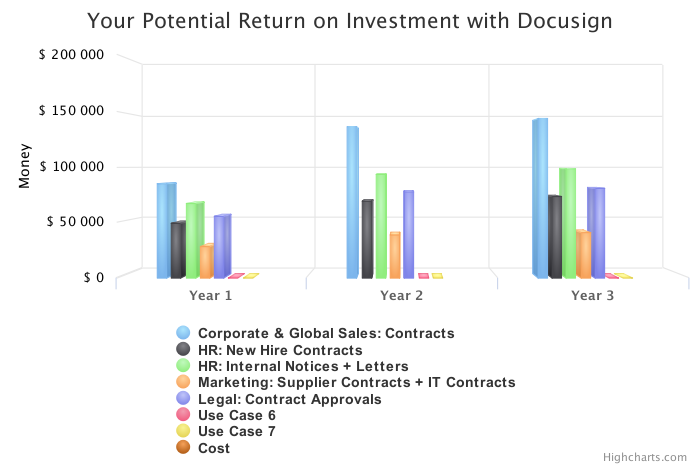 Your Potential Return on Investment with Docusign
$ 200 000
$ 150 000
$ 100 000
$ 50 000
$ 0
Money
Year 1
Year 2
Year 3
Corporate & Global Sales: Contracts
HR: New Hire Contracts
HR: Internal Notices + Letters
Marketing: Supplier Contracts + IT Contracts
Legal: Contract Approvals
Use Case 6
Use Case 7
Cost
Highcharts.com